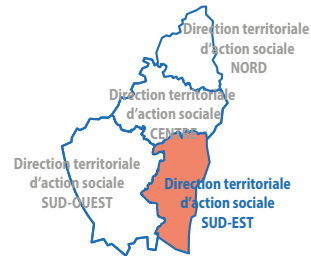 Direction territoriale
d’action sociale
NORD
Direction territoriale
d’action sociale
CENTRE
Direction territoriale
d’action sociale
SUD-OUEST
Direction territoriale
d’action sociale
SUD-EST